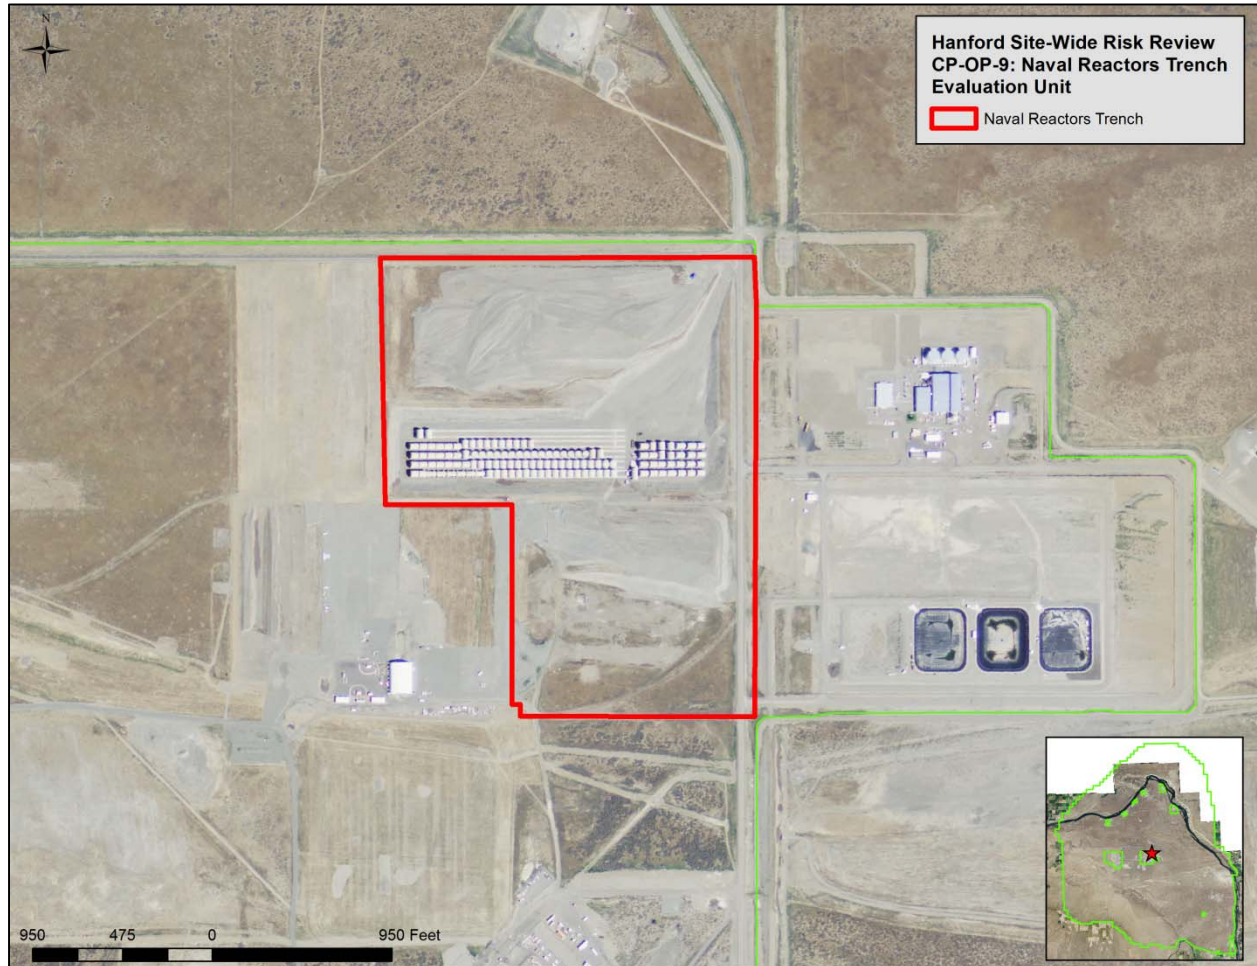 N
Hanford Site-Wide Risk Review
CP-OP-9: Naval Reactors Trench
Evaluation Unit
Naval Reactors Trench
950 475 0 950 Feet